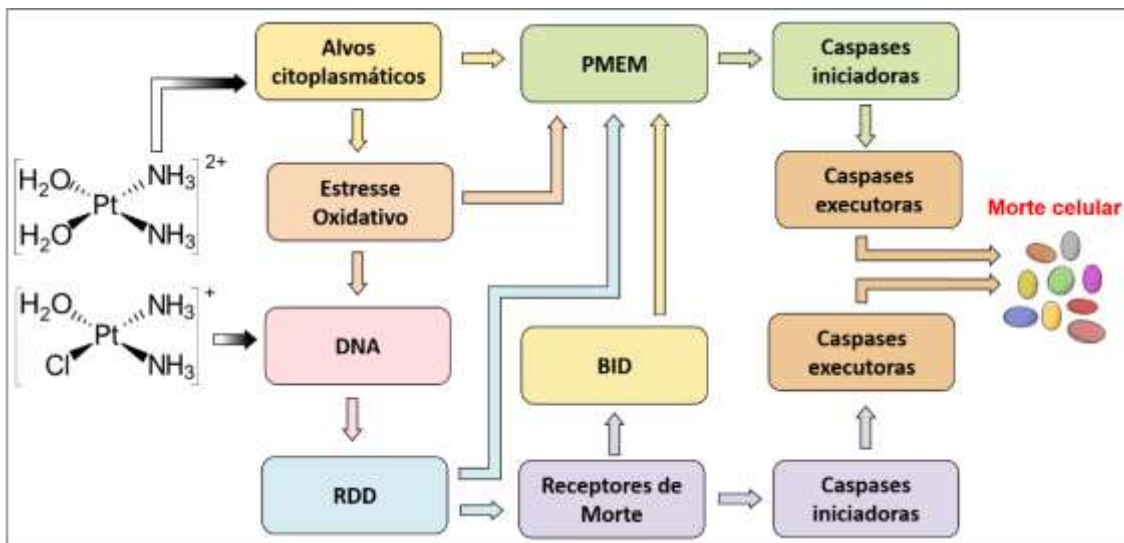 Alvos
citoplasmáticos
PMEM
Caspases
iniciadoras
H2O NH3 2+
Pt
H2O NH3
Estresse
Oxidativo
Caspases
executoras
Morte celular
H2O NH3 +
Pt
Cl NH3
DNA
BID
Caspases
executoras
RDD
Receptores de
Morte
Caspases
iniciadoras